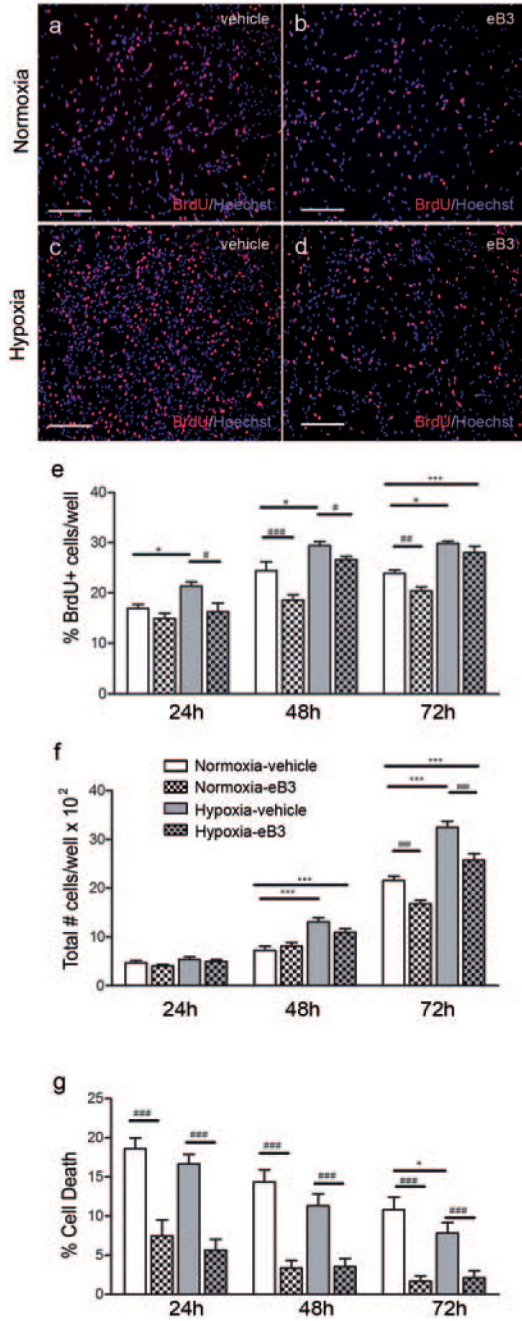 a vehicle
b eB3
Normoxia
BrdU/Hoechst
BrdU/Hoechst
c vehicle
d eB3
Hypoxia
BrdU/Hoechst
BrdU/Hoechst
e
% BrdU+ cells/well
40
30
20
10
0
* #
* ### #
*** * ##
24h 48h 72h
f
Total # cells/well x 10²
40
30
20
10
0
Normoxia-vehicle
Normoxia-eB3
Hypoxia-vehicle
Hypoxia-eB3
*** ***
*** *** ## ##
24h 48h 72h
g
% Cell Death
25
20
15
10
5
0
### ###
### ###
* ### ###
24h 48h 72h